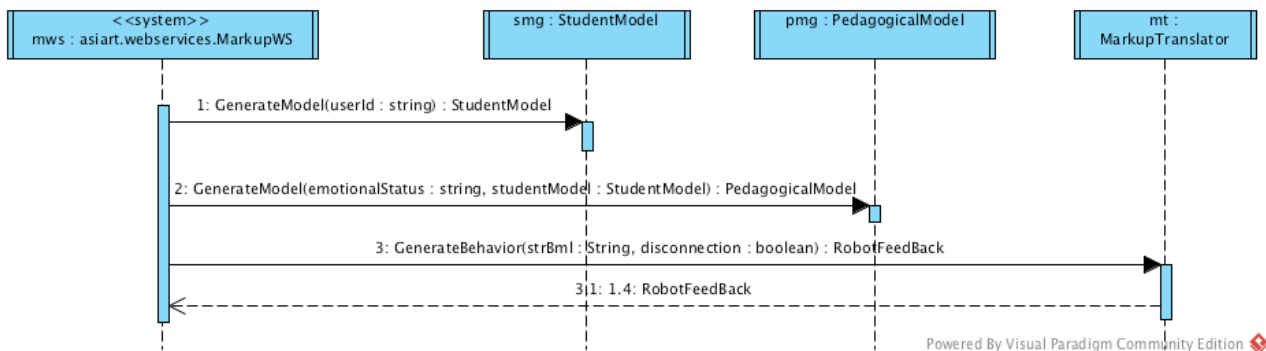 <<system>>
mws : asiart.webservices.MarkupWS
smg : StudentModel
pmg : PedagogicalModel
mt :
MarkupTranslator
1: GenerateModel(userId : string) : StudentModel
2: GenerateModel(emotionalStatus : string, studentModel : StudentModel) : PedagogicalModel
3: GenerateBehavior(strBml : String, disconnection : boolean) : RobotFeedBack
3.1: 1.4: RobotFeedBack
Powered By Visual Paradigm Community Edition